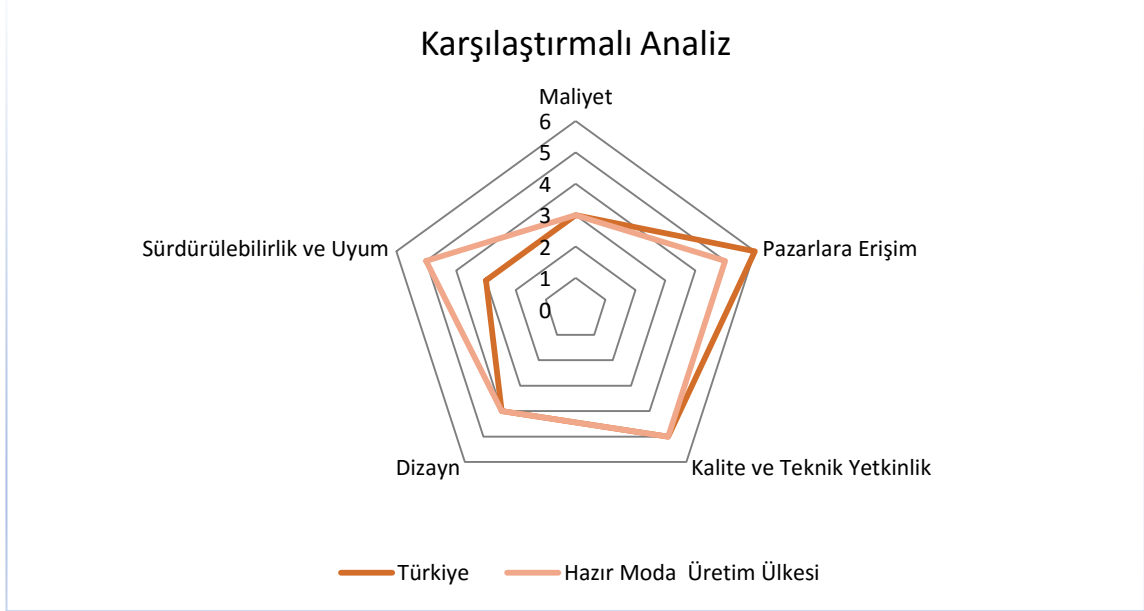 Karşılaştırmalı Analiz
Maliyet
6
5
4
3
2
1
0
Pazarlara Erişim
Kalite ve Teknik Yetkinlik
Dizayn
Sürdürülebilirlik ve Uyum
Türkiye
Hazır Moda Üretim Ülkesi